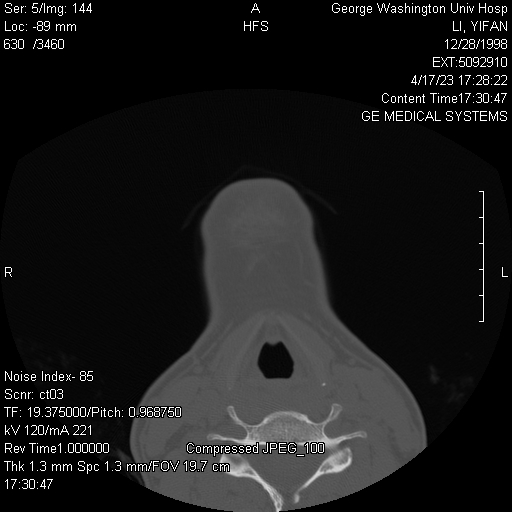 Ser: 5/Img: 144
Loc: -89 mm
630 /3460
A
HFS
George Washington Univ Hosp
LI, YIFAN
12/28/1998
EXT:5092910
4/17/23 17:28:22
Content Time17:30:47
GE MEDICAL SYSTEMS
R
L
Noise Index- 85
Scnr: ct03
TF: 19.375000/Pitch: 0.968750
kV 120/mA 221
Rev Time1.000000
Compressed JPEG_100
Thk 1.3 mm Spc 1.3 mm/FOV 19.7 cm
17:30:47